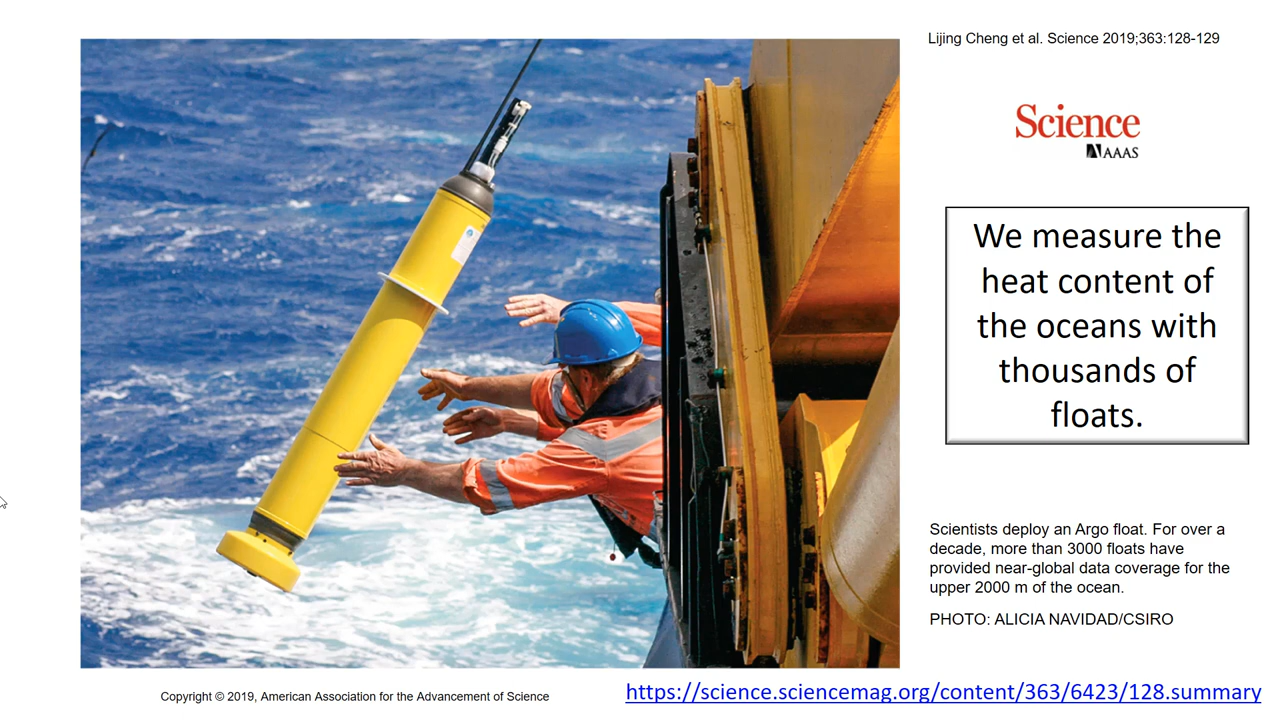 Lijing Cheng et al. Science 2019;363:128-129
Science
AAAS
We measure the
heat content of
the oceans with
thousands of
floats.
Scientists deploy an Argo float. For over a
decade, more than 3000 floats have
provided near-global data coverage for the
upper 2000 m of the ocean.
PHOTO: ALICIA NAVIDAD/CSIRO
Copyright © 2019, American Association for the Advancement of Science
https://science.sciencemag.org/content/363/6423/128.summary